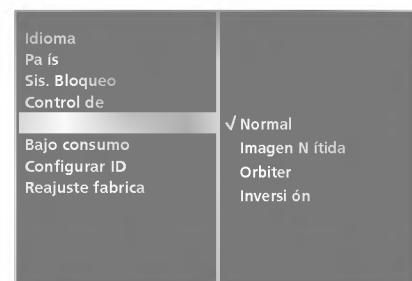 Idioma
Pa ís
Sis. Bloqueo
Control de
Bajo consumo
Configurar ID
Reajuste fabrica
√ Normal
Imagen N ítida
Orbiter
Inversi ón